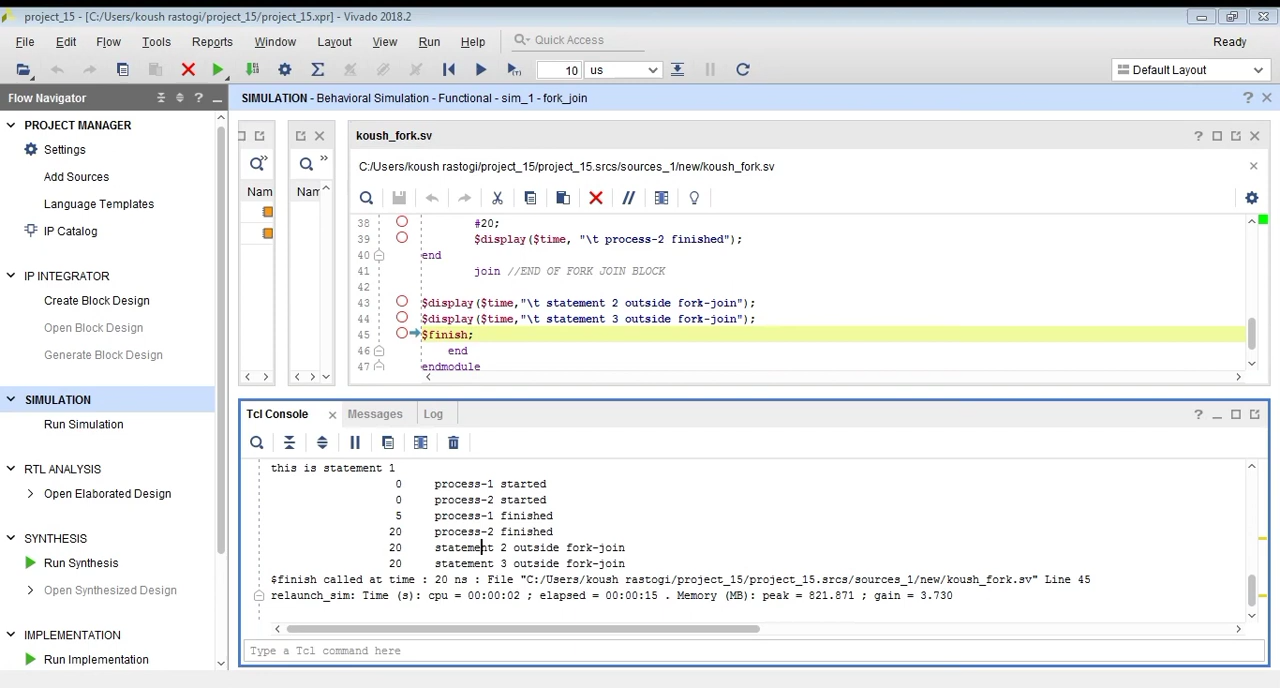 project_15 - [C:/Users/koush rastogi/project_15/project_15.xpr] - Vivado 2018.2
File Edit Flow Tools Reports Window Layout View Run Help Quick Access Ready
10 us Default Layout
Flow Navigator
SIMULATION - Behavioral Simulation - Functional - sim_1 - fork_join
PROJECT MANAGER
Settings
Add Sources
Language Templates
IP Catalog
IP INTEGRATOR
Create Block Design
Open Block Design
Generate Block Design
SIMULATION
Run Simulation
RTL ANALYSIS
Open Elaborated Design
SYNTHESIS
Run Synthesis
Open Synthesized Design
IMPLEMENTATION
Run Implementation
Nam
Nam
koush_fork.sv
C:/Users/koush rastogi/project_15/project_15.srcs/sources_1/new/koush_fork.sv
38 #20;
39 $display($time, "\t process-2 finished");
40 end
41 join //END OF FORK JOIN BLOCK
42
43 $display($time,"\t statement 2 outside fork-join");
44 $display($time,"\t statement 3 outside fork-join");
45 $finish;
46 end
47 endmodule
Tcl Console Messages Log
this is statement 1
0 process-1 started
0 process-2 started
5 process-1 finished
20 process-2 finished
20 statement 2 outside fork-join
20 statement 3 outside fork-join
$finish called at time : 20 ns : File "C:/Users/koush rastogi/project_15/project_15.srcs/sources_1/new/koush_fork.sv" Line 45
relaunch_sim: Time (s): cpu = 00:00:02 ; elapsed = 00:00:15 . Memory (MB): peak = 821.871 ; gain = 3.730
Type a Tcl command here